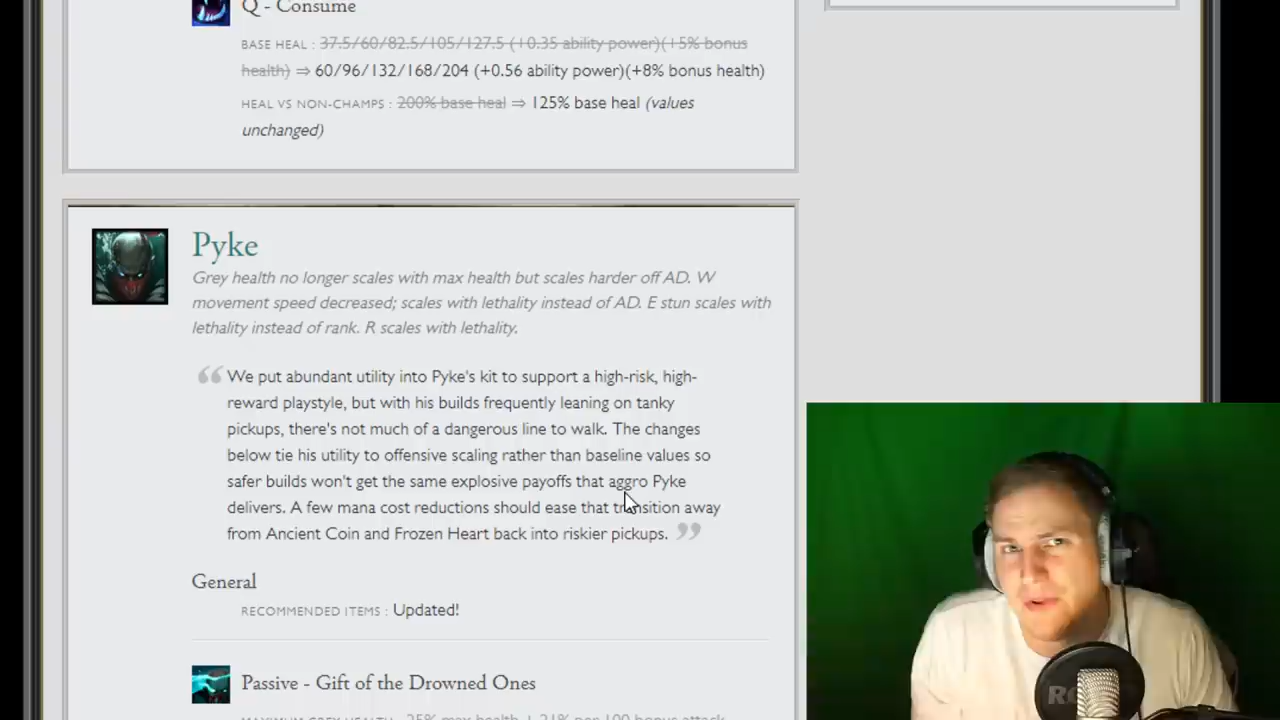 Q - Consume
BASE HEAL : 37.5/60/82.5/105/127.5 (+0.35 ability power)(+5% bonus
health) ⇒ 60/96/132/168/204 (+0.56 ability power)(+8% bonus health)
HEAL VS NON-CHAMPS : 200% base heal ⇒ 125% base heal (values
unchanged)
Pyke
Grey health no longer scales with max health but scales harder off AD. W
movement speed decreased; scales with lethality instead of AD. E stun scales with
lethality instead of rank. R scales with lethality.
“ We put abundant utility into Pyke's kit to support a high-risk, high-
reward playstyle, but with his builds frequently leaning on tanky
pickups, there's not much of a dangerous line to walk. The changes
below tie his utility to offensive scaling rather than baseline values so
safer builds won't get the same explosive payoffs that aggro Pyke
delivers. A few mana cost reductions should ease that transition away
from Ancient Coin and Frozen Heart back into riskier pickups. ”
General
RECOMMENDED ITEMS : Updated!
Passive - Gift of the Drowned Ones